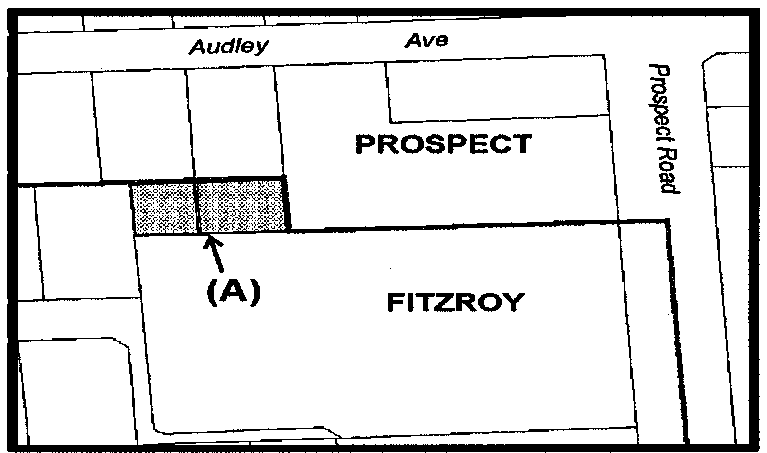 Audley Ave
Prospect Road
PROSPECT
(A)
FITZROY